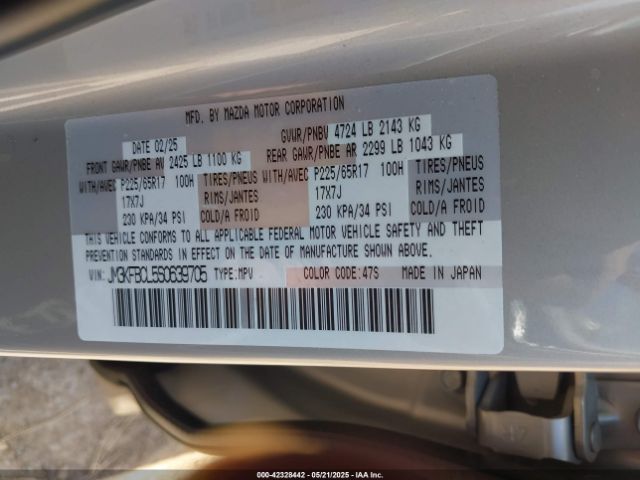 MFD. BY MAZDA MOTOR CORPORATION
DATE 02/25 GVWR/PNBV 4724 LB 2143 KG
FRONT GAWR/PNBE AV 2425 LB 1100 KG REAR GAWR/PNBE AR 2299 LB 1043 KG
WITH/AVEC P225/65R17 100H TIRES/PNEUS WITH/AVEC P225/65R17 100H TIRES/PNEUS
17X7J RIMS/JANTES 17X7J RIMS/JANTES
230 KPA/34 PSI COLD/A FROID 230 KPA/34 PSI COLD/A FROID
THIS VEHICLE CONFORMS TO ALL APPLICABLE FEDERAL MOTOR VEHICLE SAFETY AND THEFT
PREVENTION STANDARDS IN EFFECT ON THE DATE OF MANUFACTURE SHOWN ABOVE.
VIN: JM3KFBCL5S0639705 TYPE: MPV COLOR CODE: 47S MADE IN JAPAN
000-42328442 - 05/21/2025 - IAA Inc.